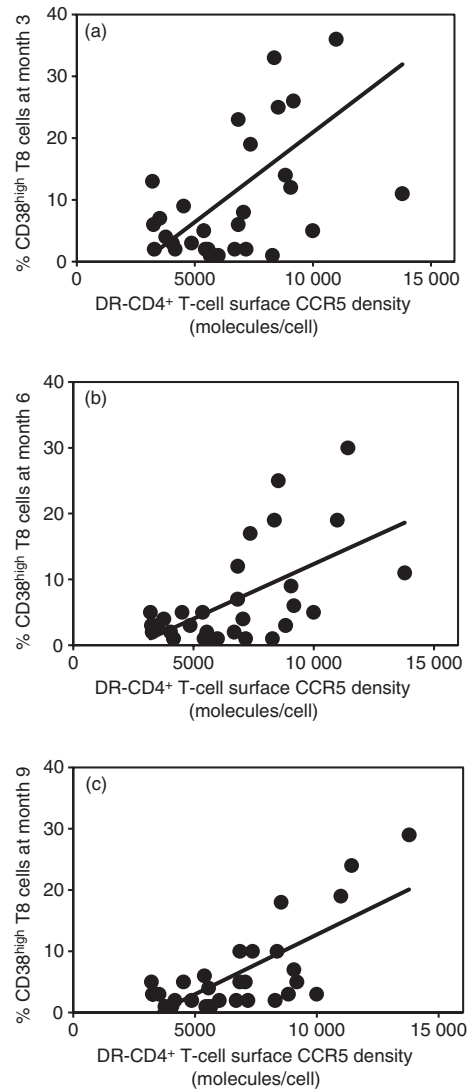 (a)
% CD38ʰⁱᵍʰ T8 cells at month 3
40
30
20
10
0
0 5000 10 000 15 000
DR-CD4⁺ T-cell surface CCR5 density
(molecules/cell)
(b)
% CD38ʰⁱᵍʰ T8 cells at month 6
40
30
20
10
0
0 5000 10 000 15 000
DR-CD4⁺ T-cell surface CCR5 density
(molecules/cell)
(c)
% CD38ʰⁱᵍʰ T8 cells at month 9
40
30
20
10
0
0 5000 10 000 15 000
DR-CD4⁺ T-cell surface CCR5 density
(molecules/cell)